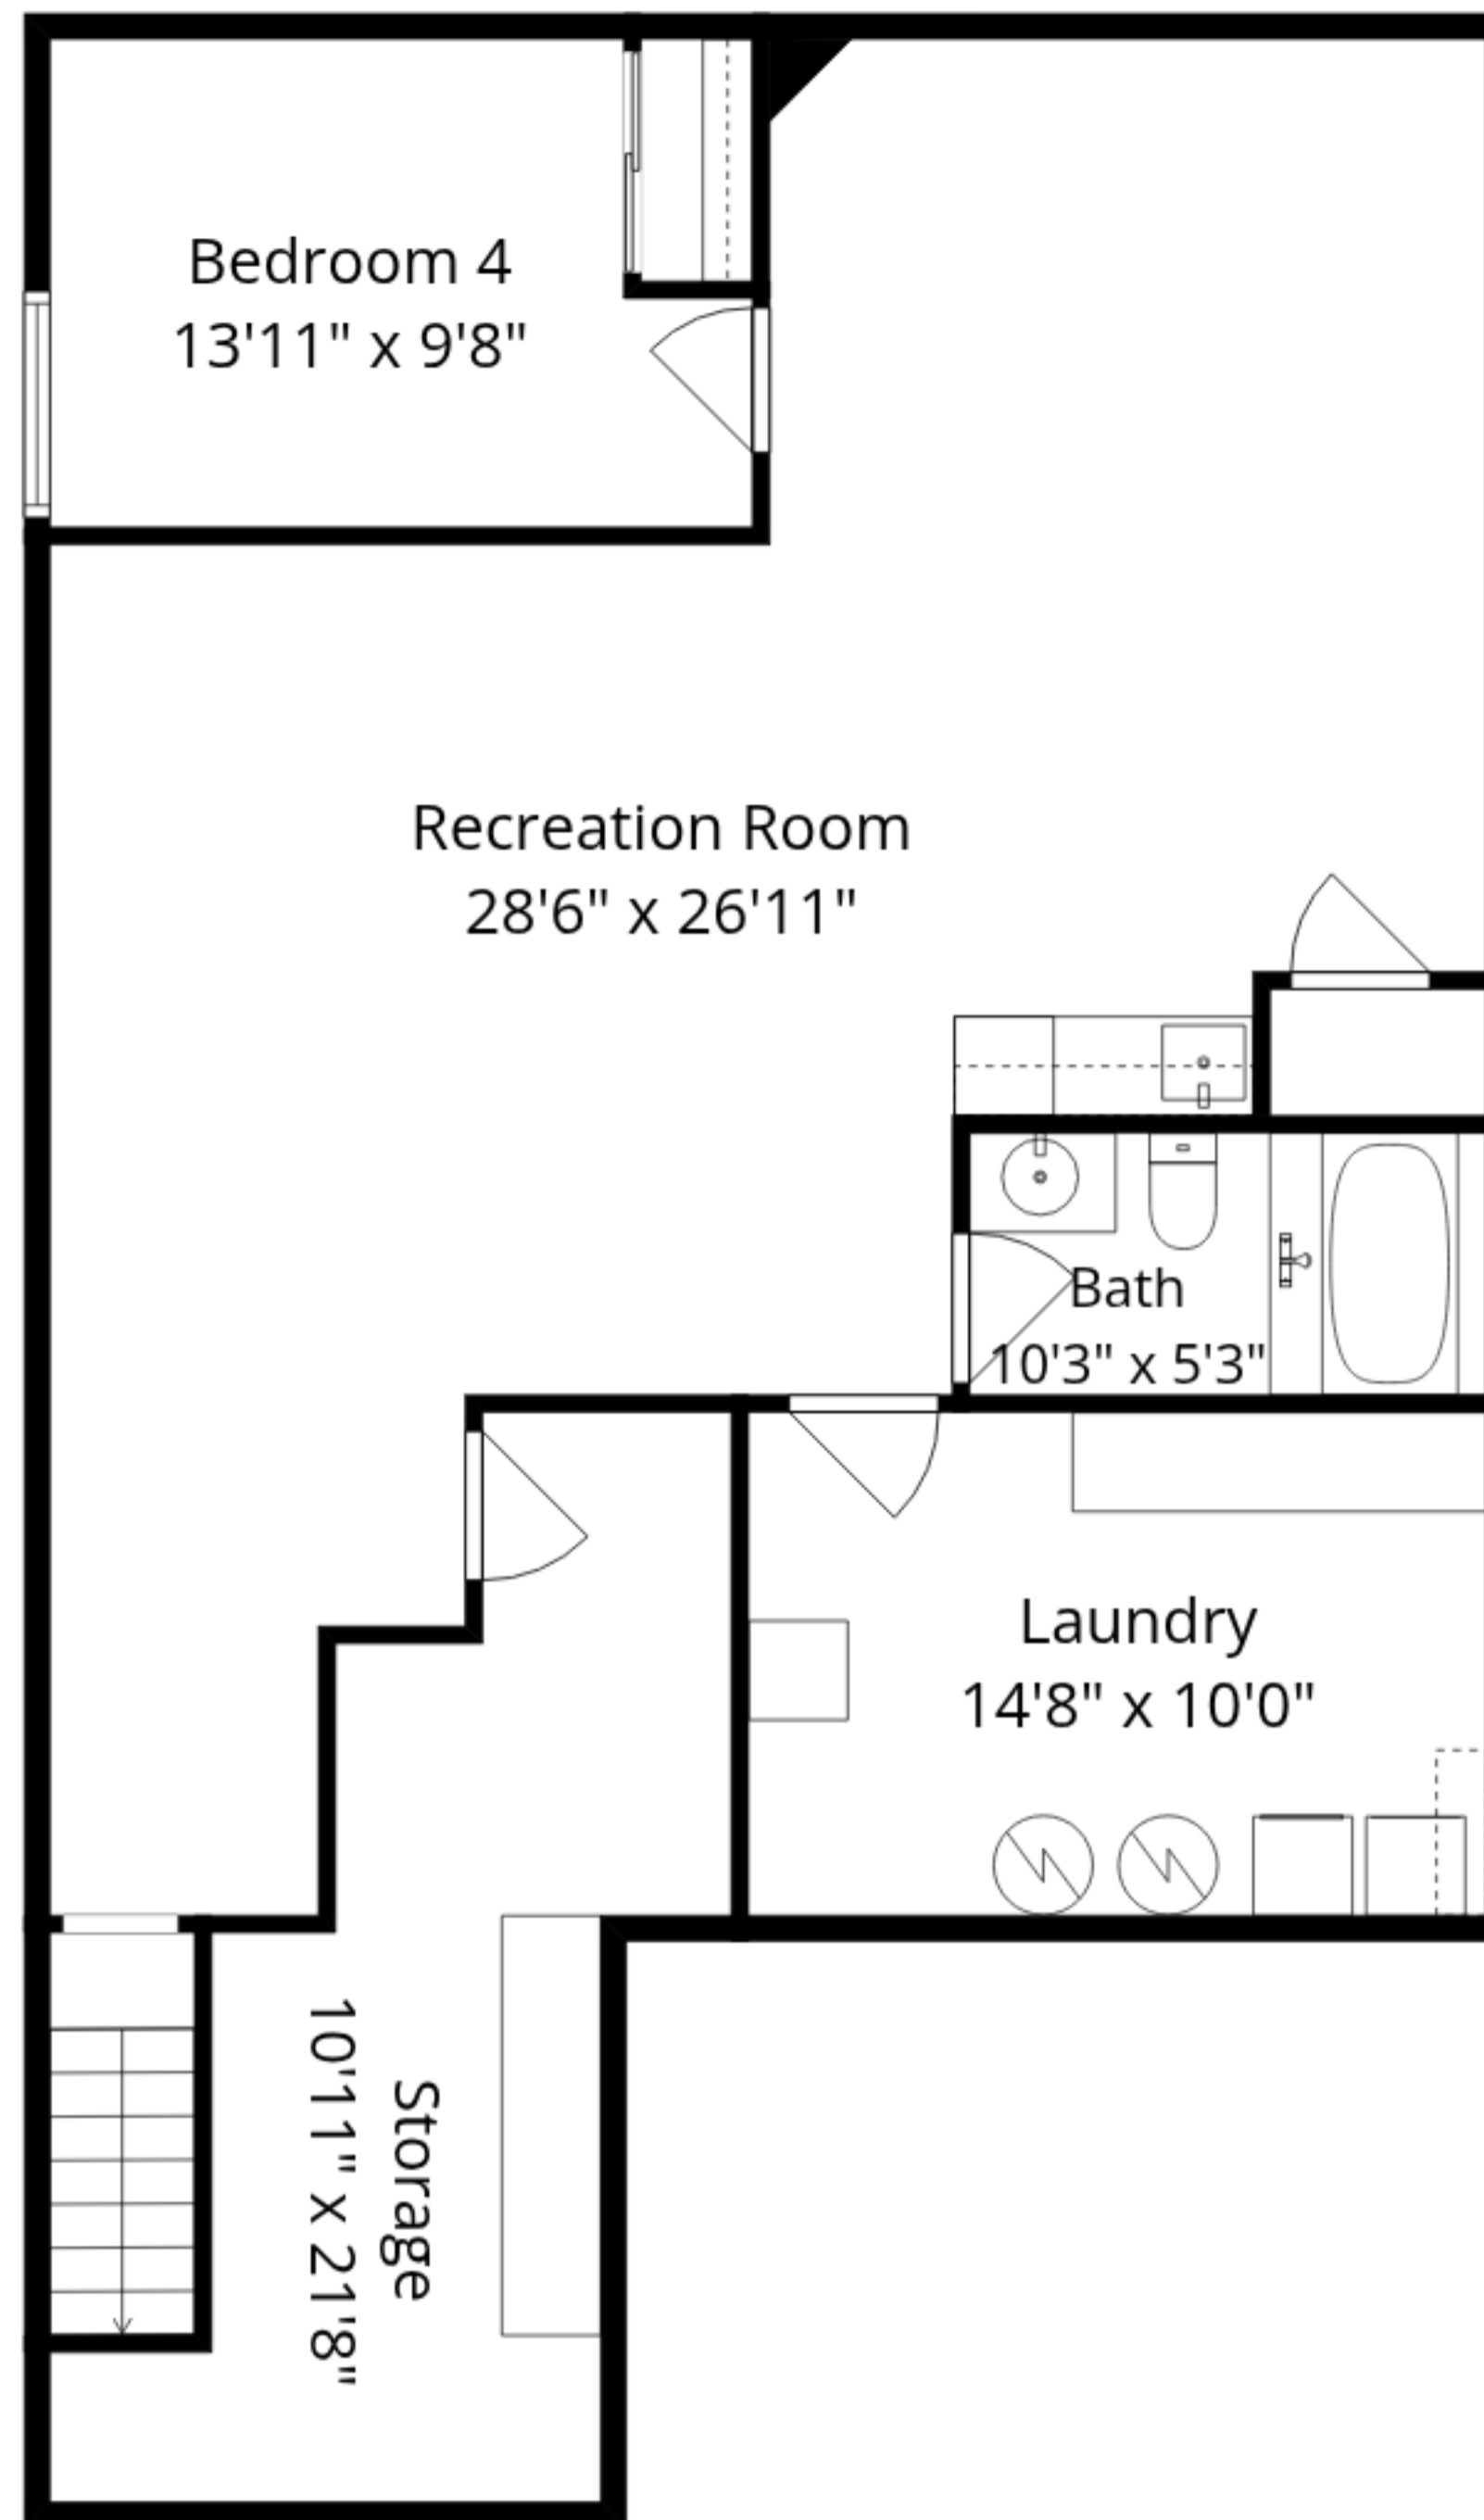 Bedroom 4
13'11" x 9'8"
Recreation Room
28'6" x 26'11"
Bath
10'3" x 5'3"
Laundry
14'8" x 10'0"
Storage
10'11" x 21'8"